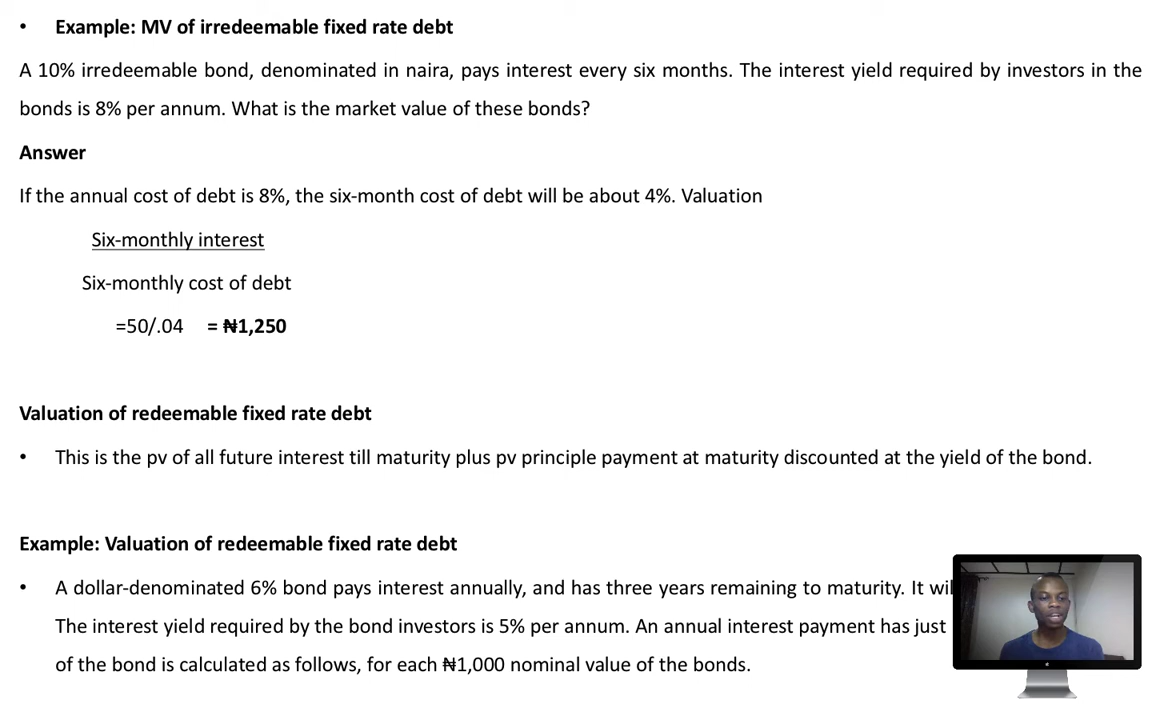 • Example: MV of irredeemable fixed rate debt
A 10% irredeemable bond, denominated in naira, pays interest every six months. The interest yield required by investors in the
bonds is 8% per annum. What is the market value of these bonds?
Answer
If the annual cost of debt is 8%, the six-month cost of debt will be about 4%. Valuation
Six-monthly interest
Six-monthly cost of debt
=50/.04 = ₦1,250
Valuation of redeemable fixed rate debt
• This is the pv of all future interest till maturity plus pv principle payment at maturity discounted at the yield of the bond.
Example: Valuation of redeemable fixed rate debt
• A dollar-denominated 6% bond pays interest annually, and has three years remaining to maturity. It
The interest yield required by the bond investors is 5% per annum. An annual interest payment has just
of the bond is calculated as follows, for each ₦1,000 nominal value of the bonds.